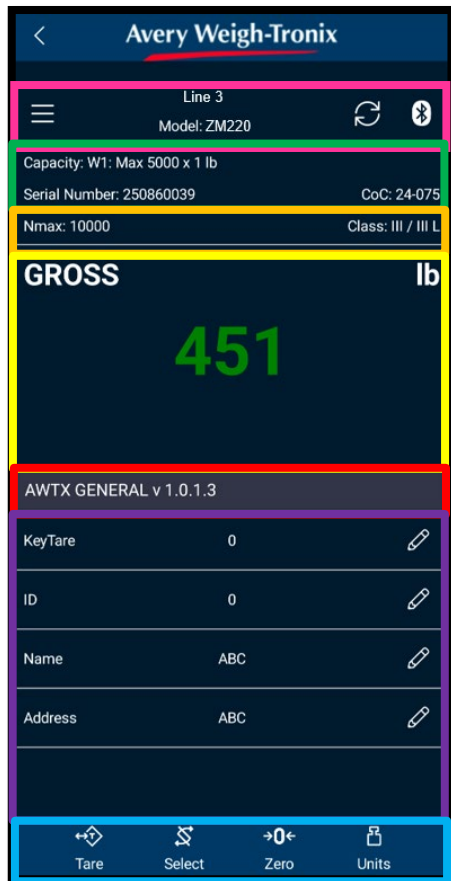 Avery Weigh-Tronix
Line 3
Model: ZM220
Capacity: W1: Max 5000 x 1 lb
Serial Number: 250860039 CoC: 24-075
Nmax: 10000 Class: III / III L
GROSS lb
451
AWTX GENERAL v 1.0.1.3
KeyTare 0
ID 0
Name ABC
Address ABC
Tare Select Zero Units